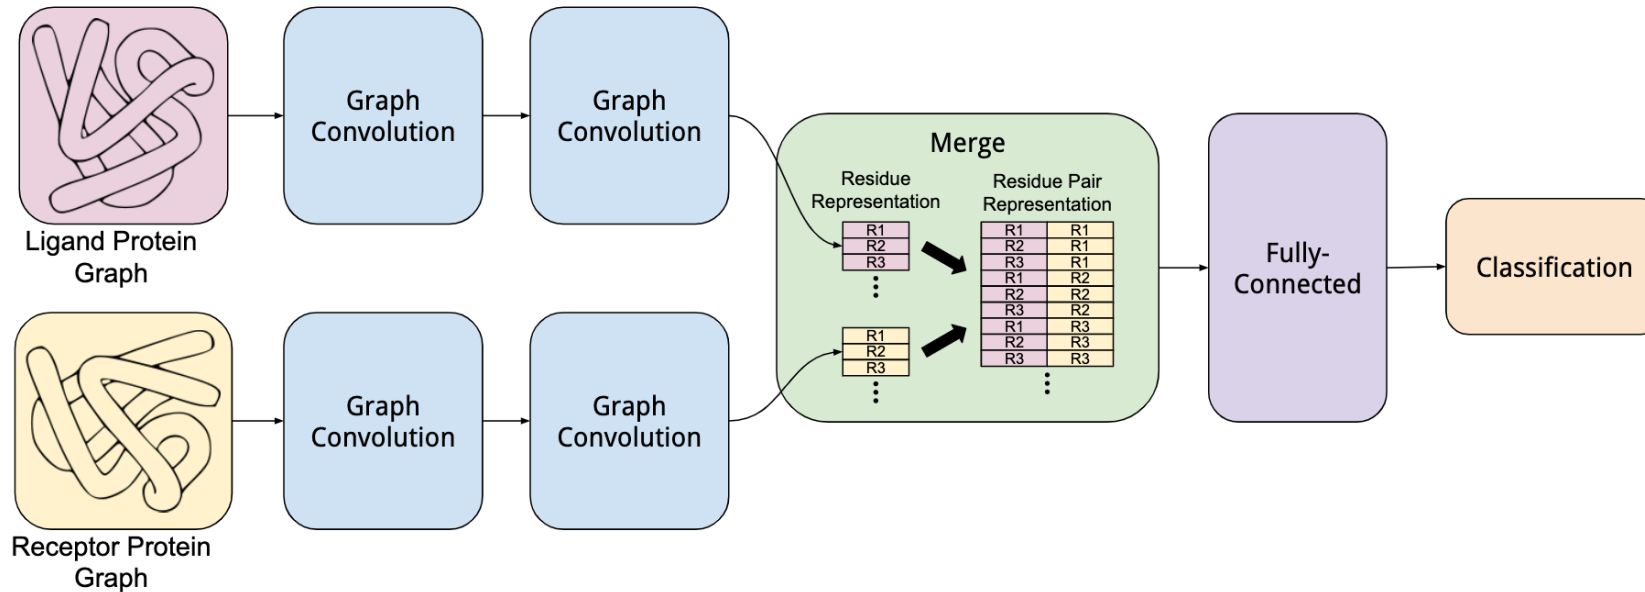 Ligand Protein
Graph
Graph
Convolution
Graph
Convolution
Receptor Protein
Graph
Graph
Convolution
Graph
Convolution
Merge
Residue
Representation
R1
R2
R3
R1
R2
R3
Residue Pair
Representation
R1 R1
R2 R1
R3 R1
R1 R2
R2 R2
R3 R2
R1 R3
R2 R3
R3 R3
Fully-
Connected
Classification